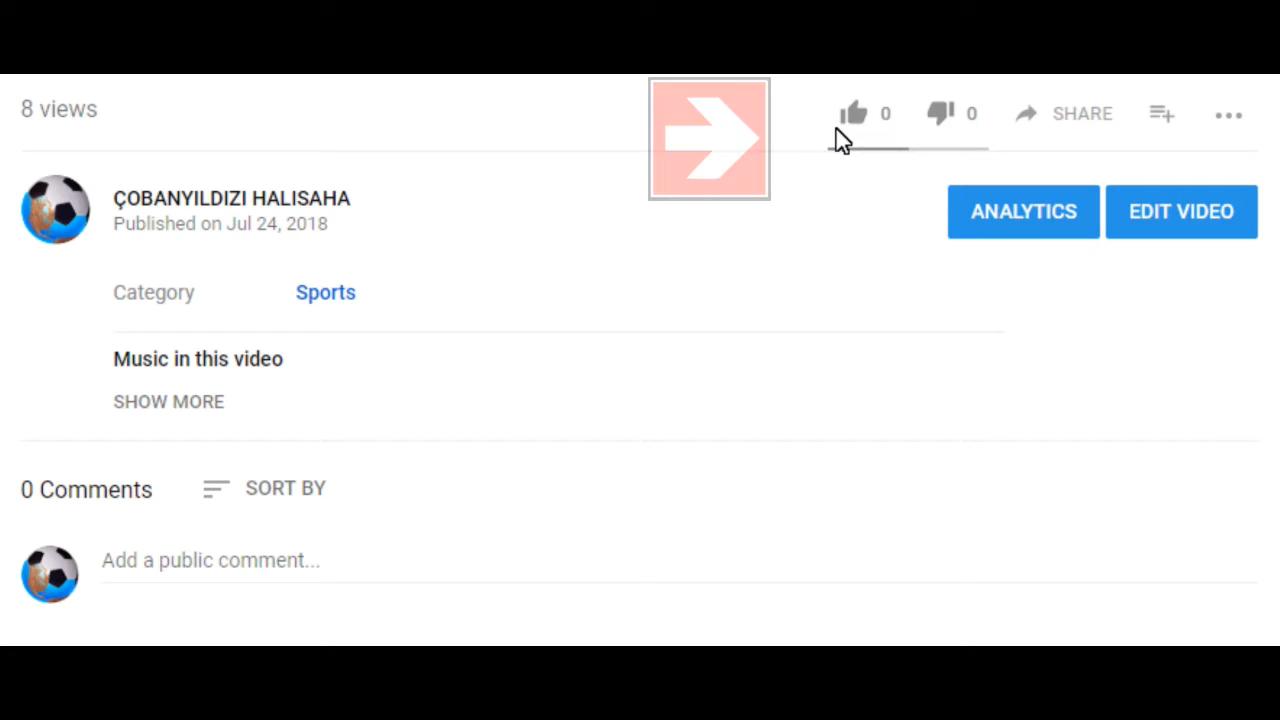 8 views
0 0 SHARE
ÇOBANYILDIZI HALISAHA
Published on Jul 24, 2018
ANALYTICS EDIT VIDEO
Category Sports
Music in this video
SHOW MORE
0 Comments SORT BY
Add a public comment...